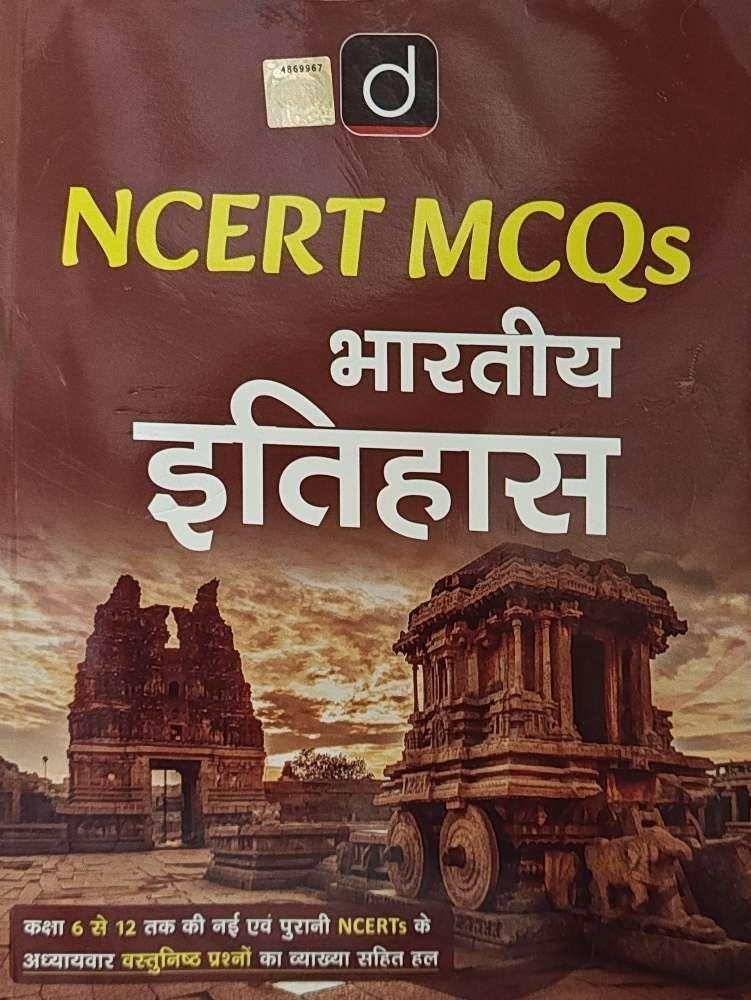 4869967
d
NCERT MCQs
भारतीय
इतिहास
कक्षा 6 से 12 तक की नई एवं पुरानी NCERTs के
अध्यायवार वस्तुनिष्ठ प्रश्नों का व्याख्या सहित हल